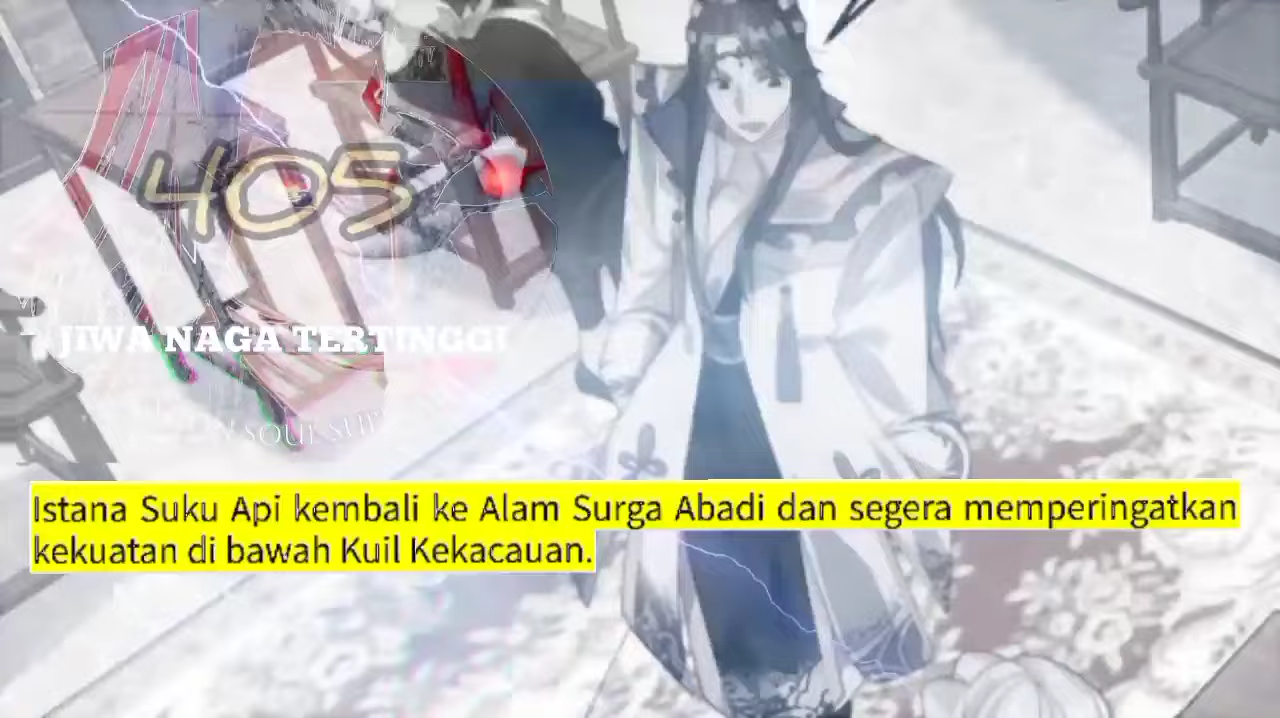 405
JIWA NAGA TERTINGGI
SOUL
Istana Suku Api kembali ke Alam Surga Abadi dan segera memperingatkan
kekuatan di bawah Kuil Kekacauan.